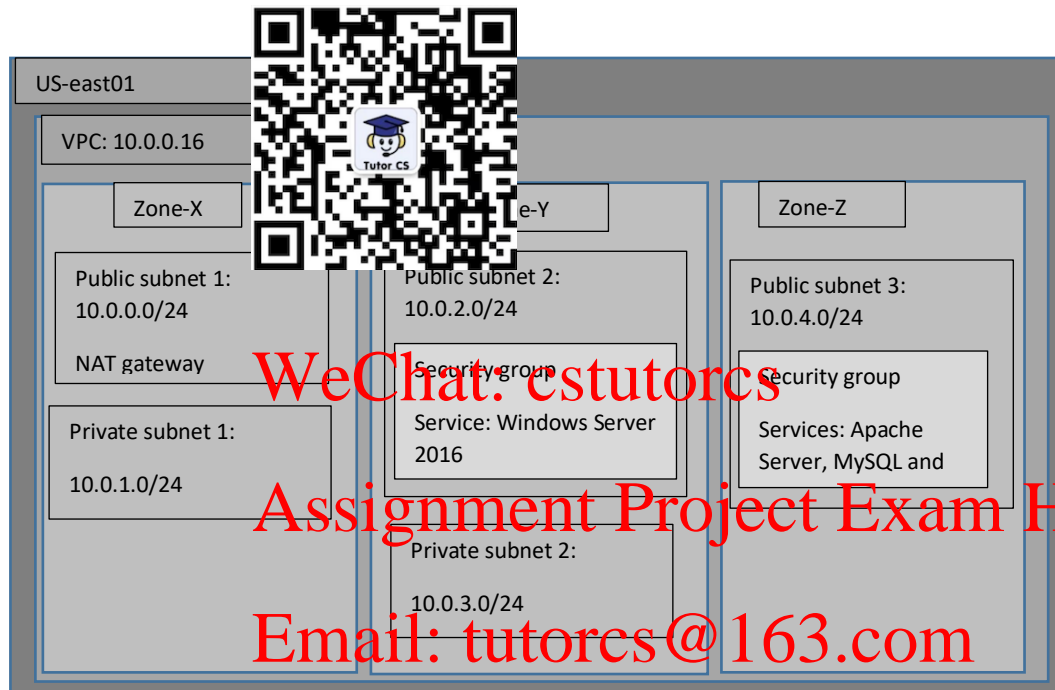 US-east01
VPC: 10.0.0.16
Tutor CS
Zone-X
e-Y
Zone-Z
Public subnet 1:
10.0.0.0/24
NAT gateway
Private subnet 1:
10.0.1.0/24
Public subnet 2:
10.0.2.0/24
Security group
Service: Windows Server
2016
Private subnet 2:
10.0.3.0/24
Public subnet 3:
10.0.4.0/24
Security group
Services: Apache
Server, MySQL and
WeChat: cstutorcs
Assignment Project Exam H
Email: tutorcs@163.com